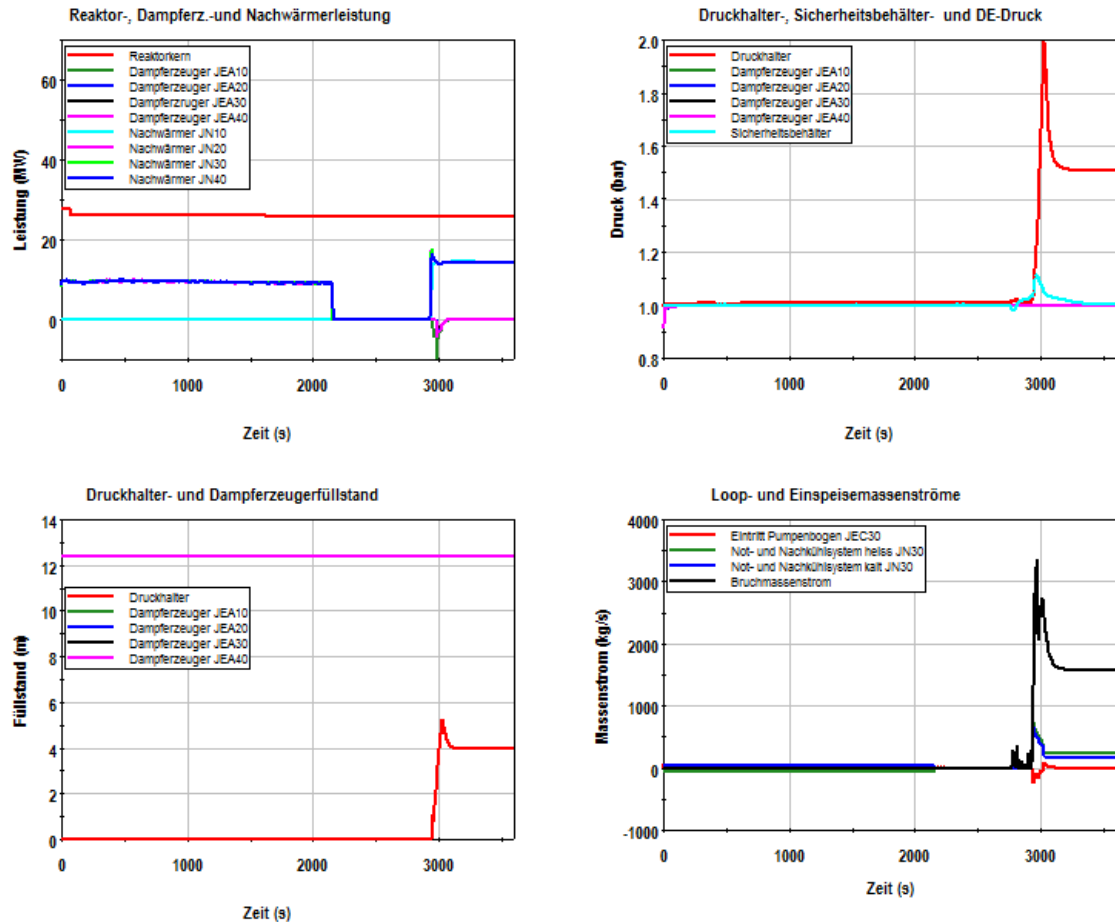 Reaktor-, Dampferz.-und Nachwärmerleistung
Leistung (MW)
60
40
20
0
Reaktorkern
Dampferzeuger JEA10
Dampferzeuger JEA20
Dampferzruger JEA30
Dampferzeuger JEA40
Nachwärmer JN10
Nachwärmer JN20
Nachwärmer JN30
Nachwärmer JN40
0 1000 2000 3000
Zeit (s)
Druckhalter-, Sicherheitsbehälter- und DE-Druck
Druck (bar)
2.0
1.8
1.6
1.4
1.2
1.0
0.8
Druckhalter
Dampferzeuger JEA10
Dampferzeuger JEA20
Dampferzeuger JEA30
Dampferzeuger JEA40
Sicherheitsbehälter
0 1000 2000 3000
Zeit (s)
Druckhalter- und Dampferzeugerfüllstand
Füllstand (m)
14
12
10
8
6
4
2
0
Druckhalter
Dampferzeuger JEA10
Dampferzeuger JEA20
Dampferzeuger JEA30
Dampferzeuger JEA40
0 1000 2000 3000
Zeit (s)
Loop- und Einspeisemassenströme
Massenstrom (kg/s)
4000
3000
2000
1000
0
-1000
Eintritt Pumpenbogen JEC30
Not- und Nachkühlsystem heiss JN30
Not- und Nachkühlsystem kalt JN30
Bruchmassenstrom
0 1000 2000 3000
Zeit (s)